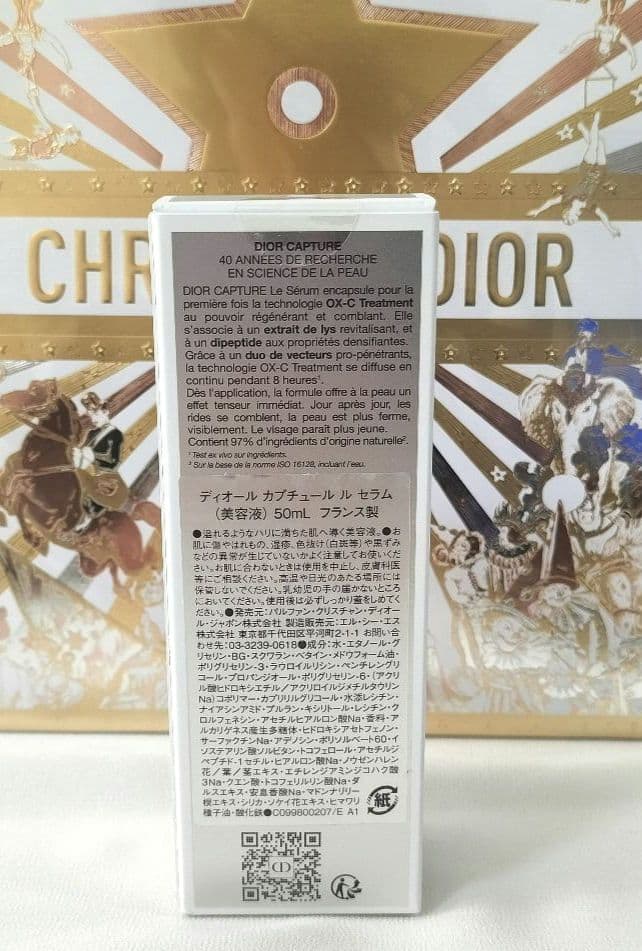 CHR
DIOR
DIOR CAPTURE
40 ANNÉES DE RECHERCHE
EN SCIENCE DE LA PEAU
DIOR CAPTURE Le Sérum encapsule pour la
première fois la technologie OX-C Treatment
au pouvoir régénérant et comblant. Elle
s'associe à un extrait de lys revitalisant, et
à un dipeptide aux propriétés densifiantes.
Grâce à un duo de vecteurs pro-pénétrants,
la technologie OX-C Treatment se diffuse en
continu pendant 8 heures¹.
Dès l'application, la formule offre à la peau un
effet tenseur immédiat. Jour après jour, les
rides se comblent, la peau est plus ferme,
visiblement. Le visage paraît plus jeune.
Contient 97% d'ingrédients d'origine naturelle².
¹ Test ex vivo sur ingrédients.
² Sur la base de la norme ISO 16128, incluant l'eau.
ディオール カプチュール ル セラム
(美容液) 50mL フランス製
●溢れるようなハリに満ちた肌へ導く美容液。●お
肌に傷やはれもの、湿疹、色抜け(白斑等)や黒ずみ
などの異常が生じていないかよく注意してお使いくだ
さい。お肌に合わないときは使用を中止し、皮膚科医
等にご相談ください。高温や日光のあたる場所には
保管しないでください。乳幼児の手の届かないところ
においてください。使用後は必ずしっかり蓋をしめてく
ださい。●発売元:パルファン・クリスチャン・ディオー
ル・ジャポン株式会社 製造販売元:エル・シー・エス
株式会社 東京都千代田区平河町2-1-1 お問い合
わせ先:03-3239-0618●成分:水・エタノール・グ
リセリン・BG・スクワラン・ベタイン・メドウフォーム油・
ポリグリセリン-3・ラウロイルリシン・ペンチレングリ
コール・プロパンジオール・ポリグリセリン-6・(アクリ
ル酸ヒドロキシエチル/アクリロイルジメチルタウリン
Na)コポリマー・カプリリルグリコール・水添レシチン・
ナイアシンアミド・プルラン・キシリトール・レシチン・ク
ロルフェネシン・アセチルヒアルロン酸Na・香料・ア
ルカリゲネス産生多糖体・ヒドロキシアセトフェノン・
サーファクチンNa・アデノシン・ポリソルベート60・イ
ソステアリン酸ソルビタン・トコフェロール・アセチルジ
ペプチド-1セチル・ヒアルロン酸Na・ノウゼンハレン
花/葉/茎エキス・エチレンジアミンジコハク酸
3Na・クエン酸・トコフェリルリン酸Na・ダ
ルスエキス・安息香酸Na・マドンナリリー
根エキス・シリカ・ソケイ花エキス・ヒマワリ
種子油・酸化鉄●C099800207/E A1
紙
CD